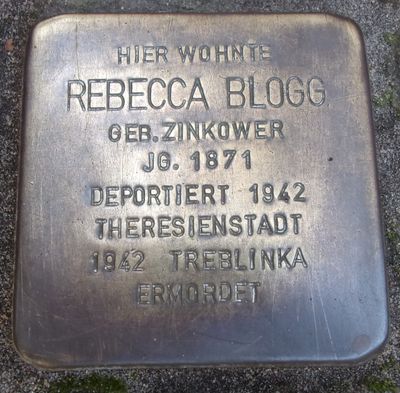 HIER WOHNTE
REBECCA BLOGG
GEB. ZINKOWER
JG. 1871
DEPORTIERT 1942
THERESIENSTADT
1942 TREBLINKA
ERMORDET